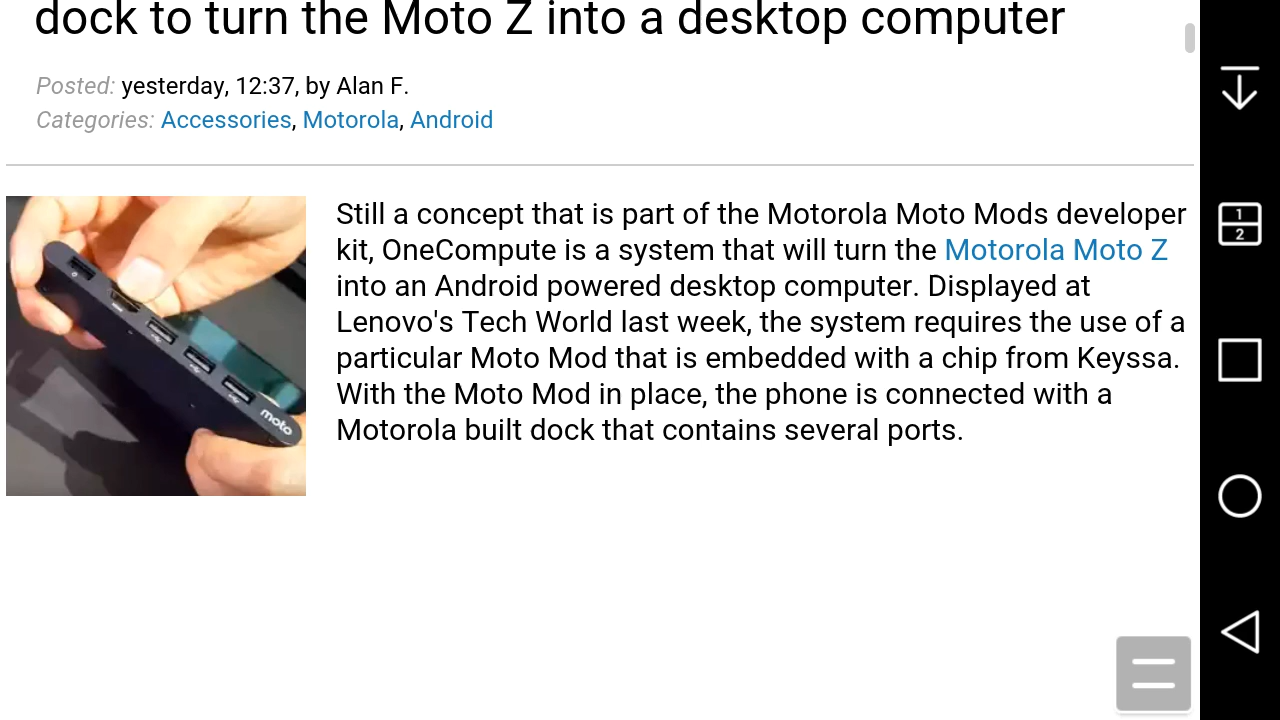 dock to turn the Moto Z into a desktop computer
Posted: yesterday, 12:37, by Alan F.
Categories: Accessories, Motorola, Android
Still a concept that is part of the Motorola Moto Mods developer
kit, OneCompute is a system that will turn the Motorola Moto Z
into an Android powered desktop computer. Displayed at
Lenovo's Tech World last week, the system requires the use of a
particular Moto Mod that is embedded with a chip from Keyssa.
With the Moto Mod in place, the phone is connected with a
Motorola built dock that contains several ports.
moto
1
2